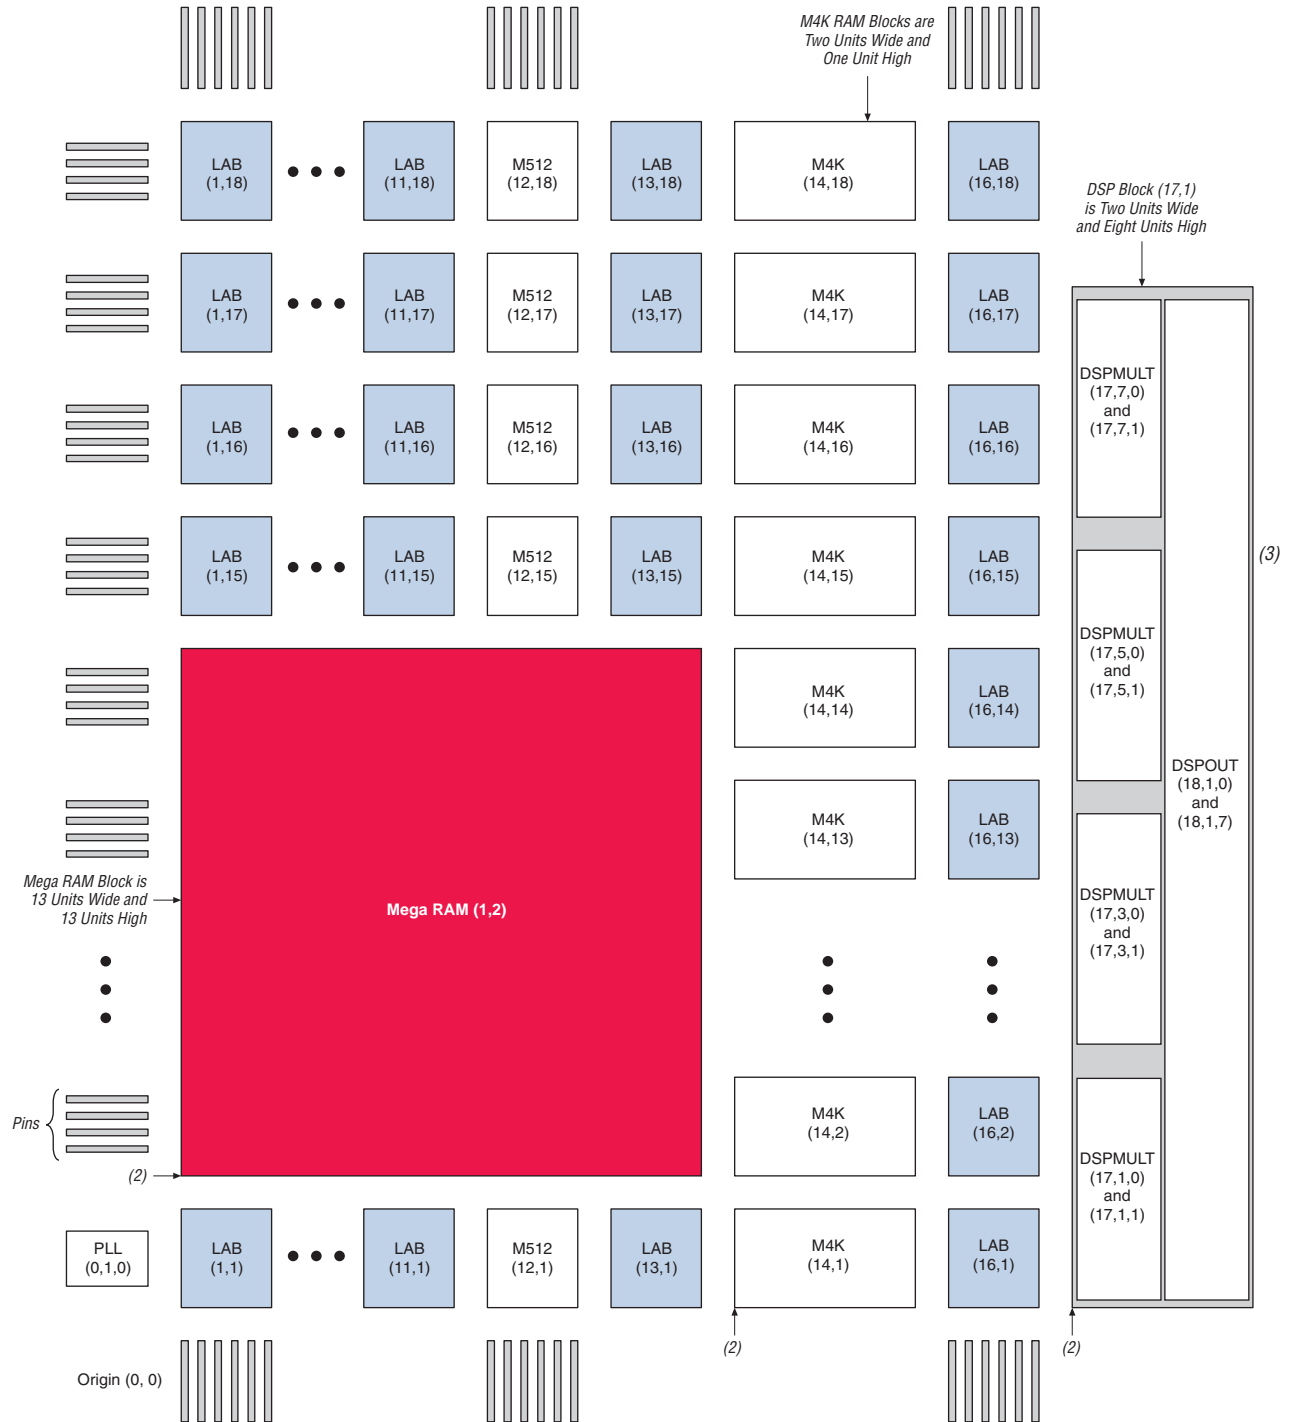 M4K RAM Blocks are
Two Units Wide and
One Unit High
LAB
(1,18)
LAB
(11,18)
M512
(12,18)
LAB
(13,18)
M4K
(14,18)
LAB
(16,18)
DSP Block (17,1)
is Two Units Wide
and Eight Units High
LAB
(1,17)
LAB
(11,17)
M512
(12,17)
LAB
(13,17)
M4K
(14,17)
LAB
(16,17)
DSPMULT
(17,7,0)
and
(17,7,1)
LAB
(1,16)
LAB
(11,16)
M512
(12,16)
LAB
(13,16)
M4K
(14,16)
LAB
(16,16)
LAB
(1,15)
LAB
(11,15)
M512
(12,15)
LAB
(13,15)
M4K
(14,15)
LAB
(16,15)
(3)
DSPMULT
(17,5,0)
and
(17,5,1)
M4K
(14,14)
LAB
(16,14)
DSPOUT
(18,1,0)
and
(18,1,7)
M4K
(14,13)
LAB
(16,13)
Mega RAM Block is
13 Units Wide and
13 Units High
Mega RAM (1,2)
DSPMULT
(17,3,0)
and
(17,3,1)
Pins
M4K
(14,2)
LAB
(16,2)
(2)
DSPMULT
(17,1,0)
and
(17,1,1)
PLL
(0,1,0)
LAB
(1,1)
LAB
(11,1)
M512
(12,1)
LAB
(13,1)
M4K
(14,1)
LAB
(16,1)
(2)
(2)
Origin (0, 0)